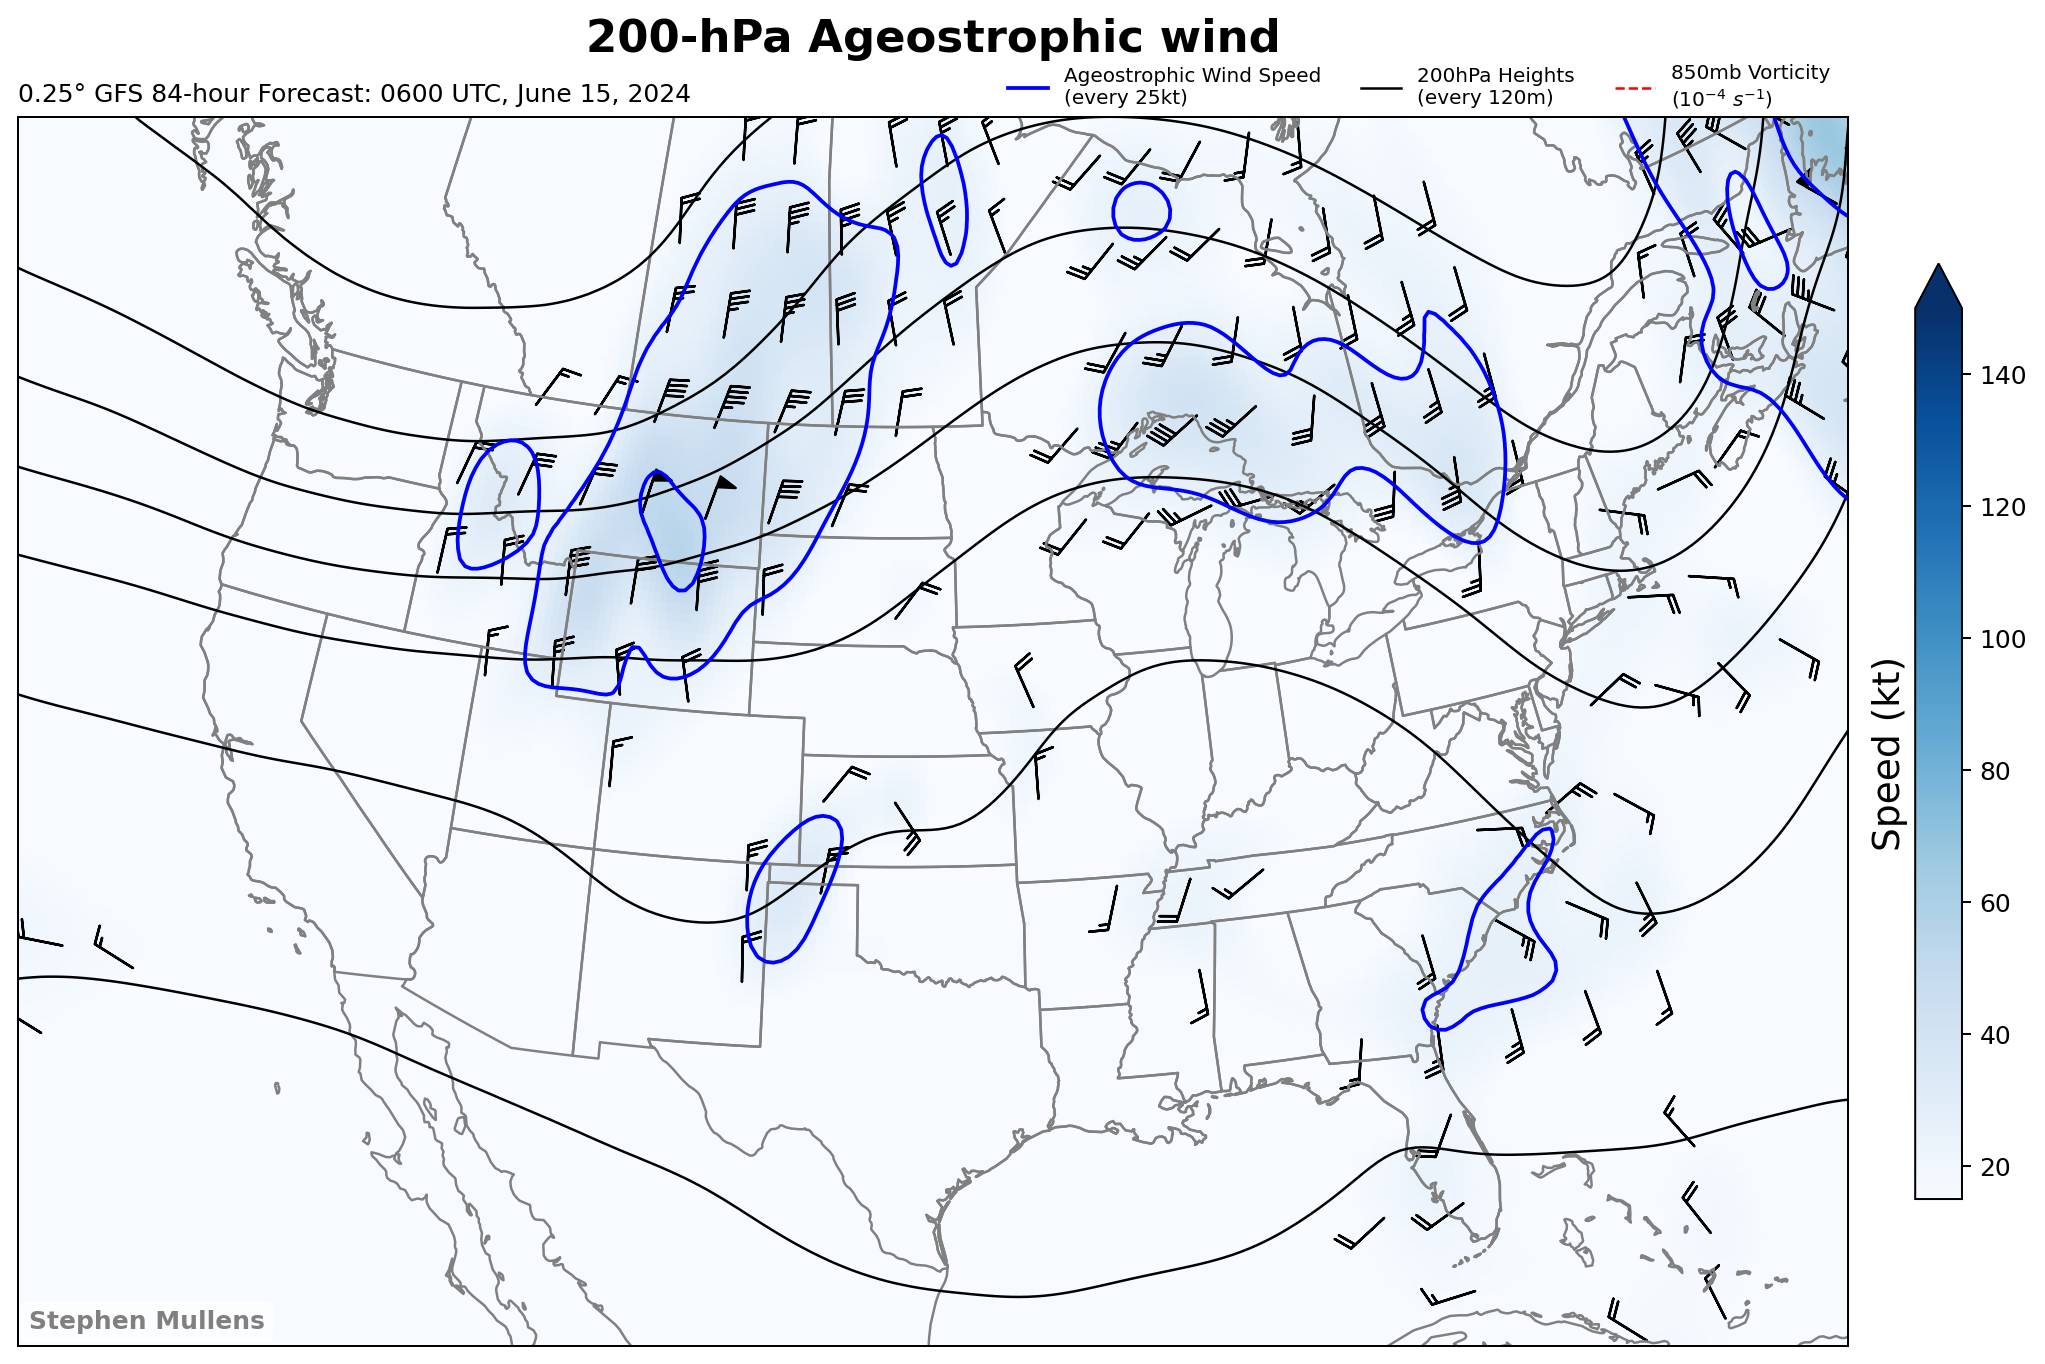 200-hPa Ageostrophic wind
0.25° GFS 84-hour Forecast: 0600 UTC, June 15, 2024
Ageostrophic Wind Speed
(every 25kt)
200hPa Heights
(every 120m)
850mb Vorticity
(10⁻⁴ s⁻¹)
140
120
100
80
60
40
20
Speed (kt)
Stephen Mullens